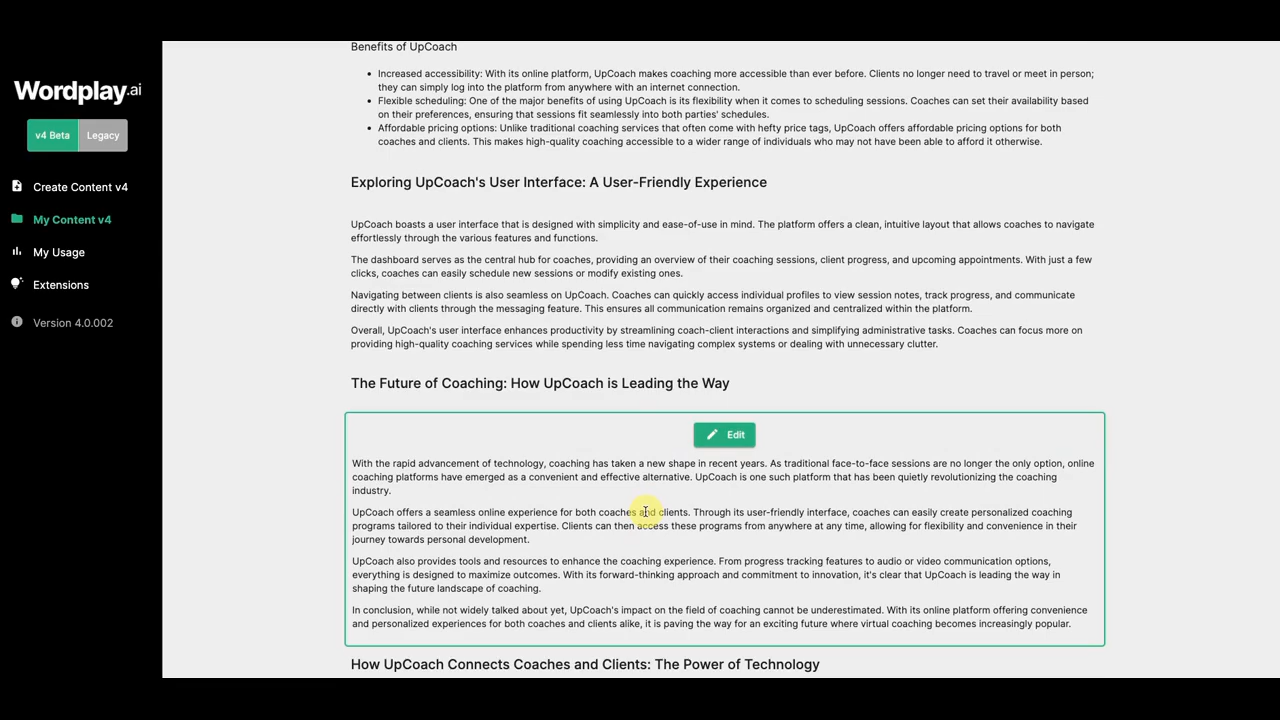 Wordplay.ai
v4 Beta
Legacy
Create Content v4
My Content v4
My Usage
Extensions
Version 4.0.002
Benefits of UpCoach
• Increased accessibility: With its online platform, UpCoach makes coaching more accessible than ever before. Clients no longer need to travel or meet in person;
they can simply log into the platform from anywhere with an internet connection.
• Flexible scheduling: One of the major benefits of using UpCoach is its flexibility when it comes to scheduling sessions. Coaches can set their availability based
on their preferences, ensuring that sessions fit seamlessly into both parties' schedules.
• Affordable pricing options: Unlike traditional coaching services that often come with hefty price tags, UpCoach offers affordable pricing options for both
coaches and clients. This makes high-quality coaching accessible to a wider range of individuals who may not have been able to afford it otherwise.
Exploring UpCoach's User Interface: A User-Friendly Experience
UpCoach boasts a user interface that is designed with simplicity and ease-of-use in mind. The platform offers a clean, intuitive layout that allows coaches to navigate
effortlessly through the various features and functions.
The dashboard serves as the central hub for coaches, providing an overview of their coaching sessions, client progress, and upcoming appointments. With just a few
clicks, coaches can easily schedule new sessions or modify existing ones.
Navigating between clients is also seamless on UpCoach. Coaches can quickly access individual profiles to view session notes, track progress, and communicate
directly with clients through the messaging feature. This ensures all communication remains organized and centralized within the platform.
Overall, UpCoach's user interface enhances productivity by streamlining coach-client interactions and simplifying administrative tasks. Coaches can focus more on
providing high-quality coaching services while spending less time navigating complex systems or dealing with unnecessary clutter.
The Future of Coaching: How UpCoach is Leading the Way
Edit
With the rapid advancement of technology, coaching has taken a new shape in recent years. As traditional face-to-face sessions are no longer the only option, online
coaching platforms have emerged as a convenient and effective alternative. UpCoach is one such platform that has been quietly revolutionizing the coaching
industry.
UpCoach offers a seamless online experience for both coaches and clients. Through its user-friendly interface, coaches can easily create personalized coaching
programs tailored to their individual expertise. Clients can then access these programs from anywhere at any time, allowing for flexibility and convenience in their
journey towards personal development.
UpCoach also provides tools and resources to enhance the coaching experience. From progress tracking features to audio or video communication options,
everything is designed to maximize outcomes. With its forward-thinking approach and commitment to innovation, it's clear that UpCoach is leading the way in
shaping the future landscape of coaching.
In conclusion, while not widely talked about yet, UpCoach's impact on the field of coaching cannot be underestimated. With its online platform offering convenience
and personalized experiences for both coaches and clients alike, it is paving the way for an exciting future where virtual coaching becomes increasingly popular.
How UpCoach Connects Coaches and Clients: The Power of Technology